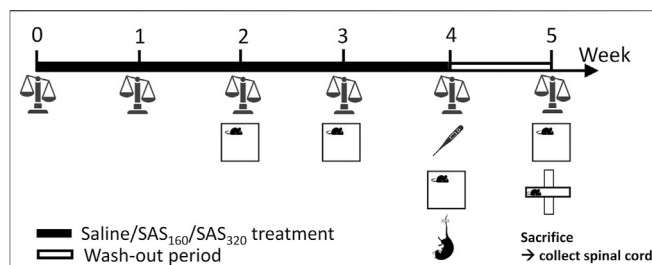 0 1 2 3 4 5
Week
Saline/SAS160/SAS320 treatment
Wash-out period
Sacrifice
→ collect spinal cord